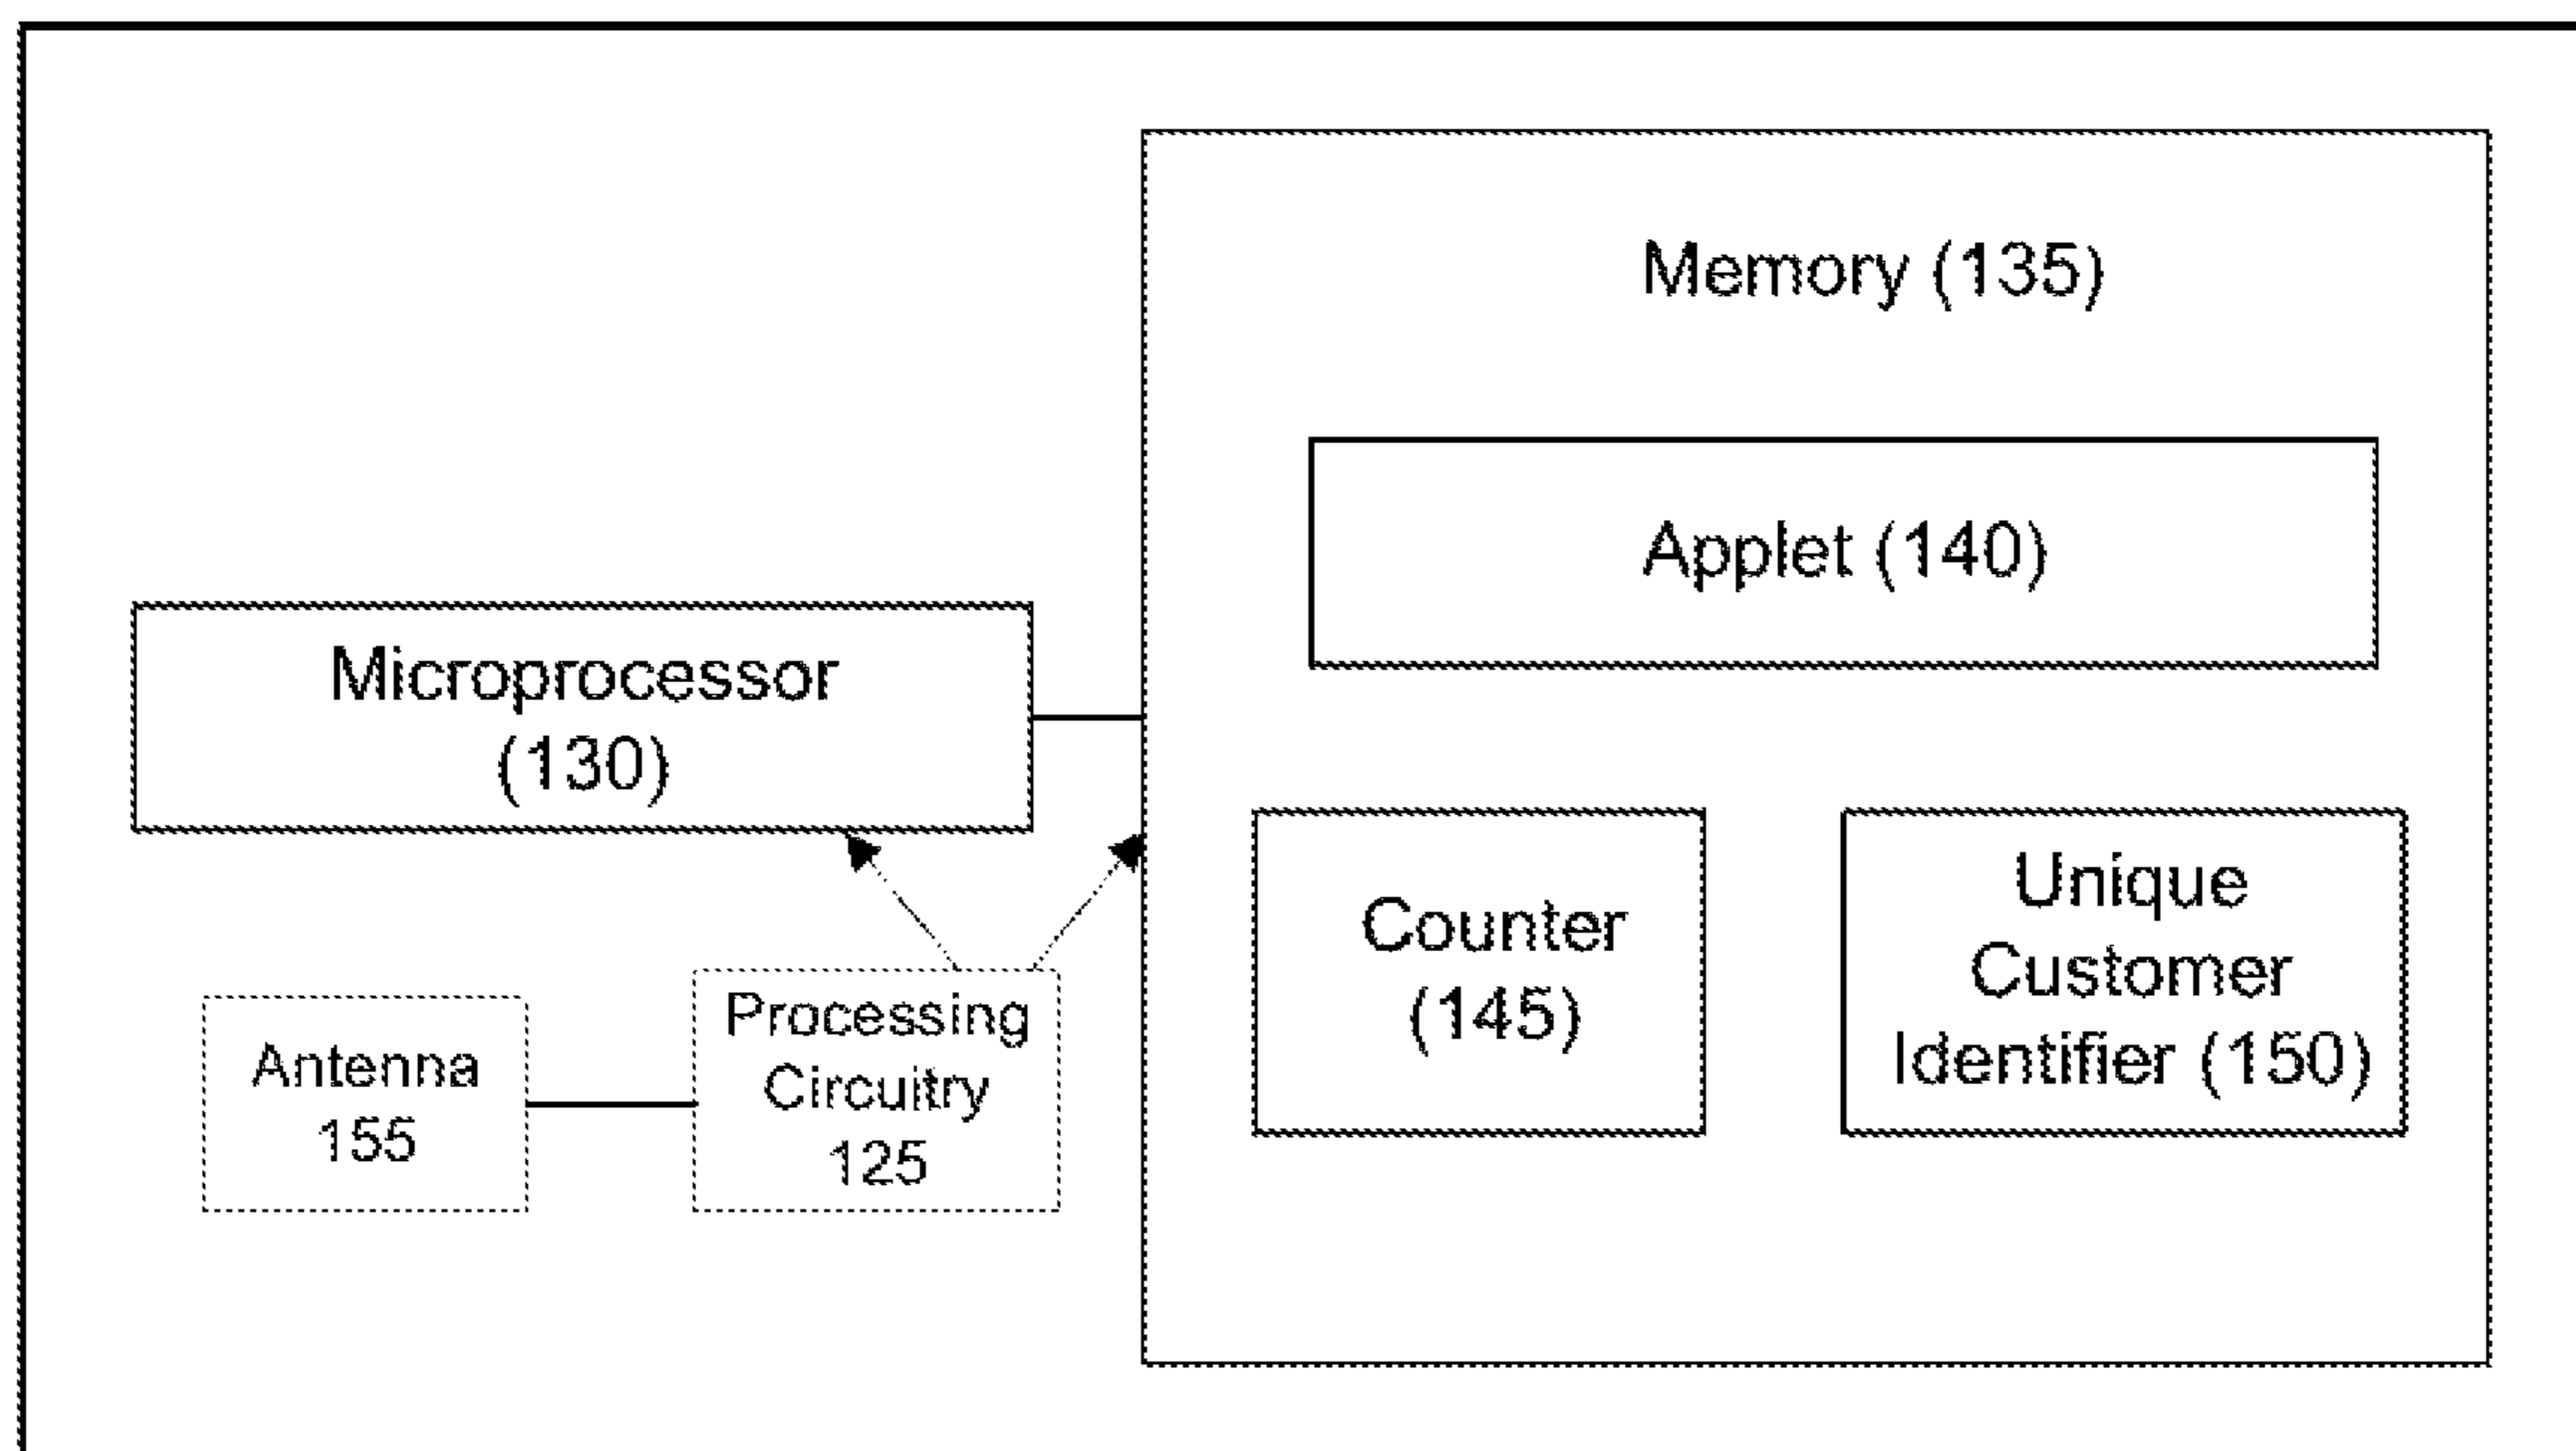 Memory (135)
Applet (140)
Microprocessor
(130)
Counter
(145)
Unique
Customer
Identifier (150)
Antenna
155
Processing
Circuitry
125